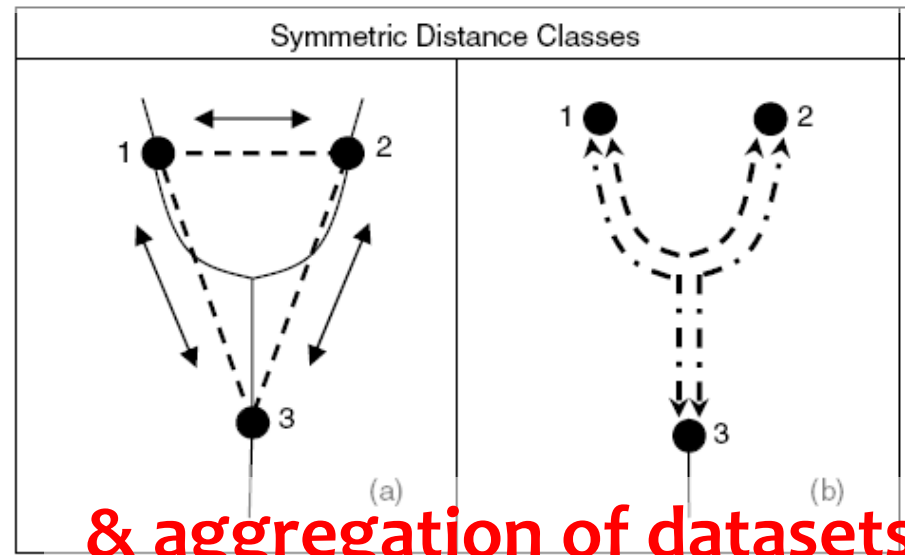 Symmetric Distance Classes
1 2
3
(a)
1 2
3
(b)
& aggregation of datasets